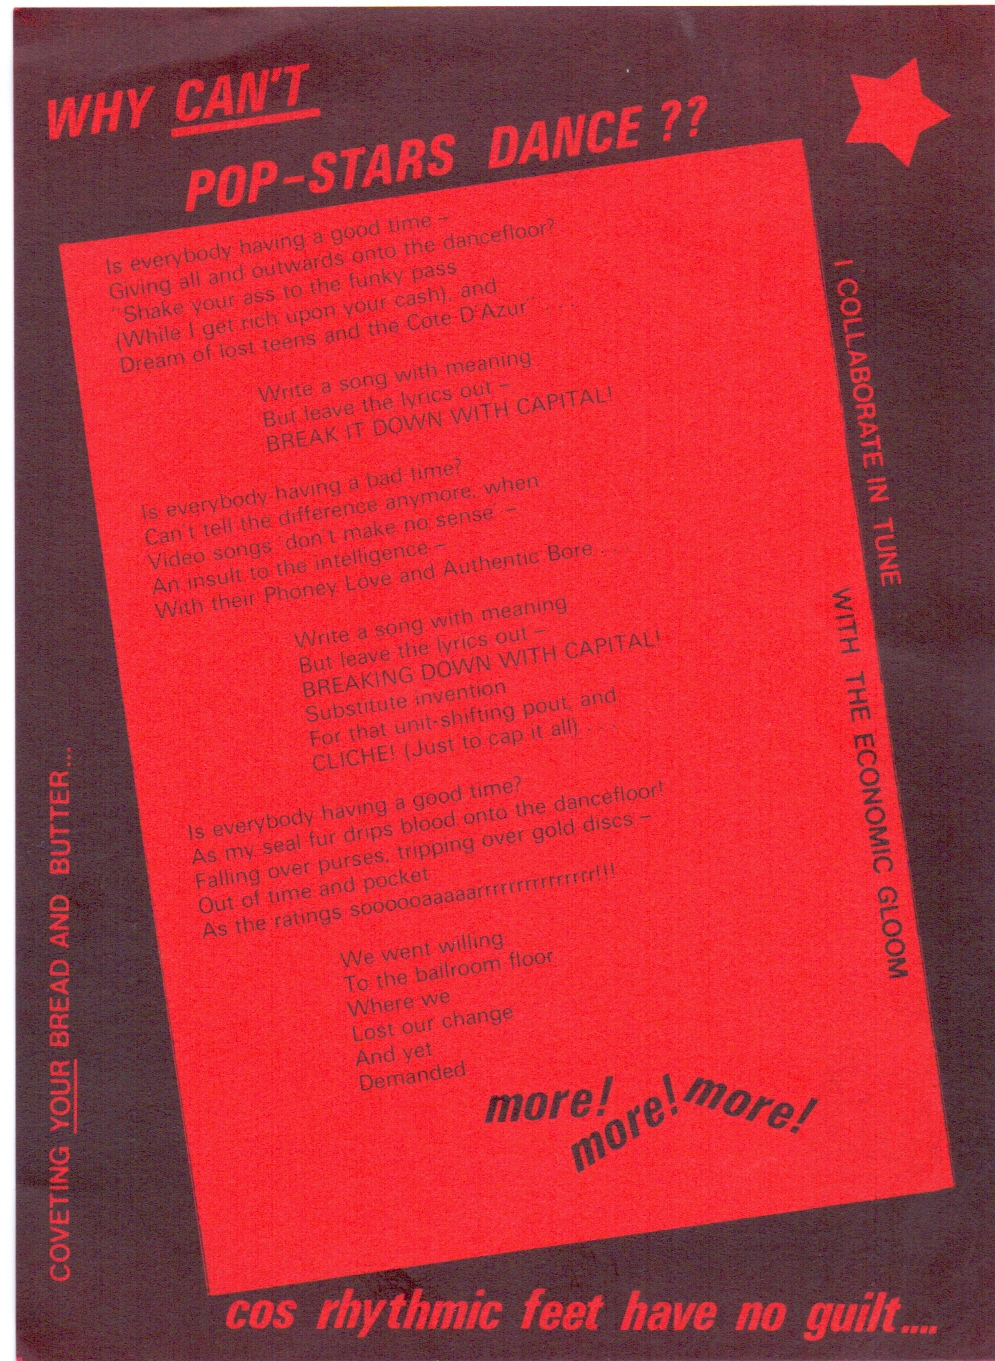 WHY CAN'T
POP-STARS DANCE ??
Is everybody having a good time –
Giving all and outwards onto the dancefloor?
"Shake your ass to the funky pass
(While I get rich upon your cash), and
Dream of lost teens and the Cote D'Azur" . . . .
Write a song with meaning
But leave the lyrics out –
BREAK IT DOWN WITH CAPITAL!
Is everybody having a bad time?
Can't tell the difference anymore, when
Video songs 'don't make no sense' –
An insult to the intelligence –
With their Phoney Love and Authentic Bore . . . .
Write a song with meaning
But leave the lyrics out –
BREAKING DOWN WITH CAPITAL!
Substitute invention
For that unit-shifting pout, and
CLICHE! (Just to cap it all) . . . .
Is everybody having a good time?
As my seal fur drips blood onto the dancefloor!
Falling over purses, tripping over gold discs –
Out of time and pocket
As the ratings soooooaaaaarrrrrrrrrrrrrrr!!!
We went willing
To the ballroom floor
Where we
Lost our change
And yet
Demanded
more!
more!
more!
I COLLABORATE IN TUNE
WITH THE ECONOMIC GLOOM
COVETING YOUR BREAD AND BUTTER...
cos rhythmic feet have no guilt....